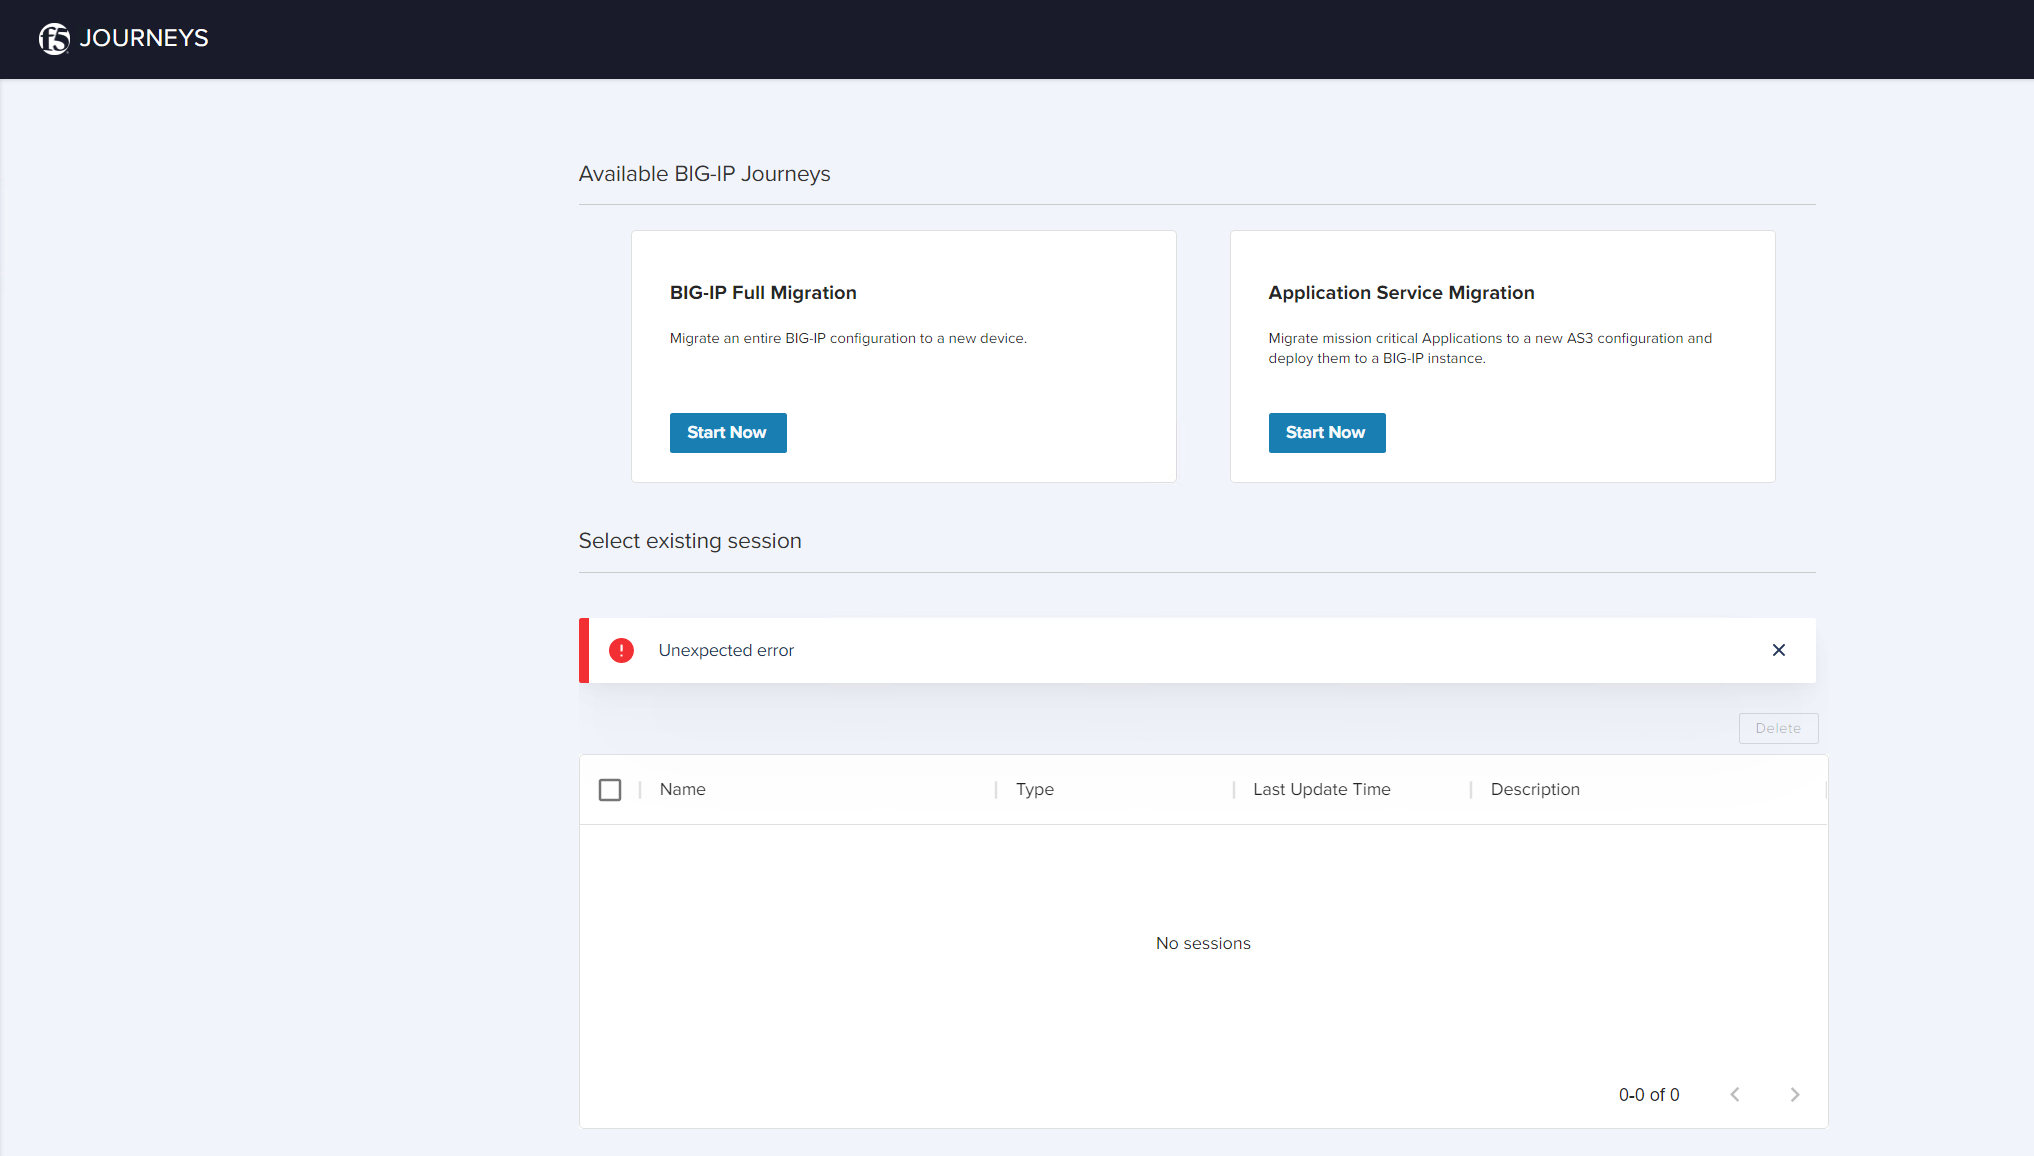 f5 JOURNEYS
Available BIG-IP Journeys
BIG-IP Full Migration
Migrate an entire BIG-IP configuration to a new device.
Start Now
Application Service Migration
Migrate mission critical Applications to a new AS3 configuration and
deploy them to a BIG-IP instance.
Start Now
Select existing session
Unexpected error
Delete
Name Type Last Update Time Description
No sessions
0-0 of 0